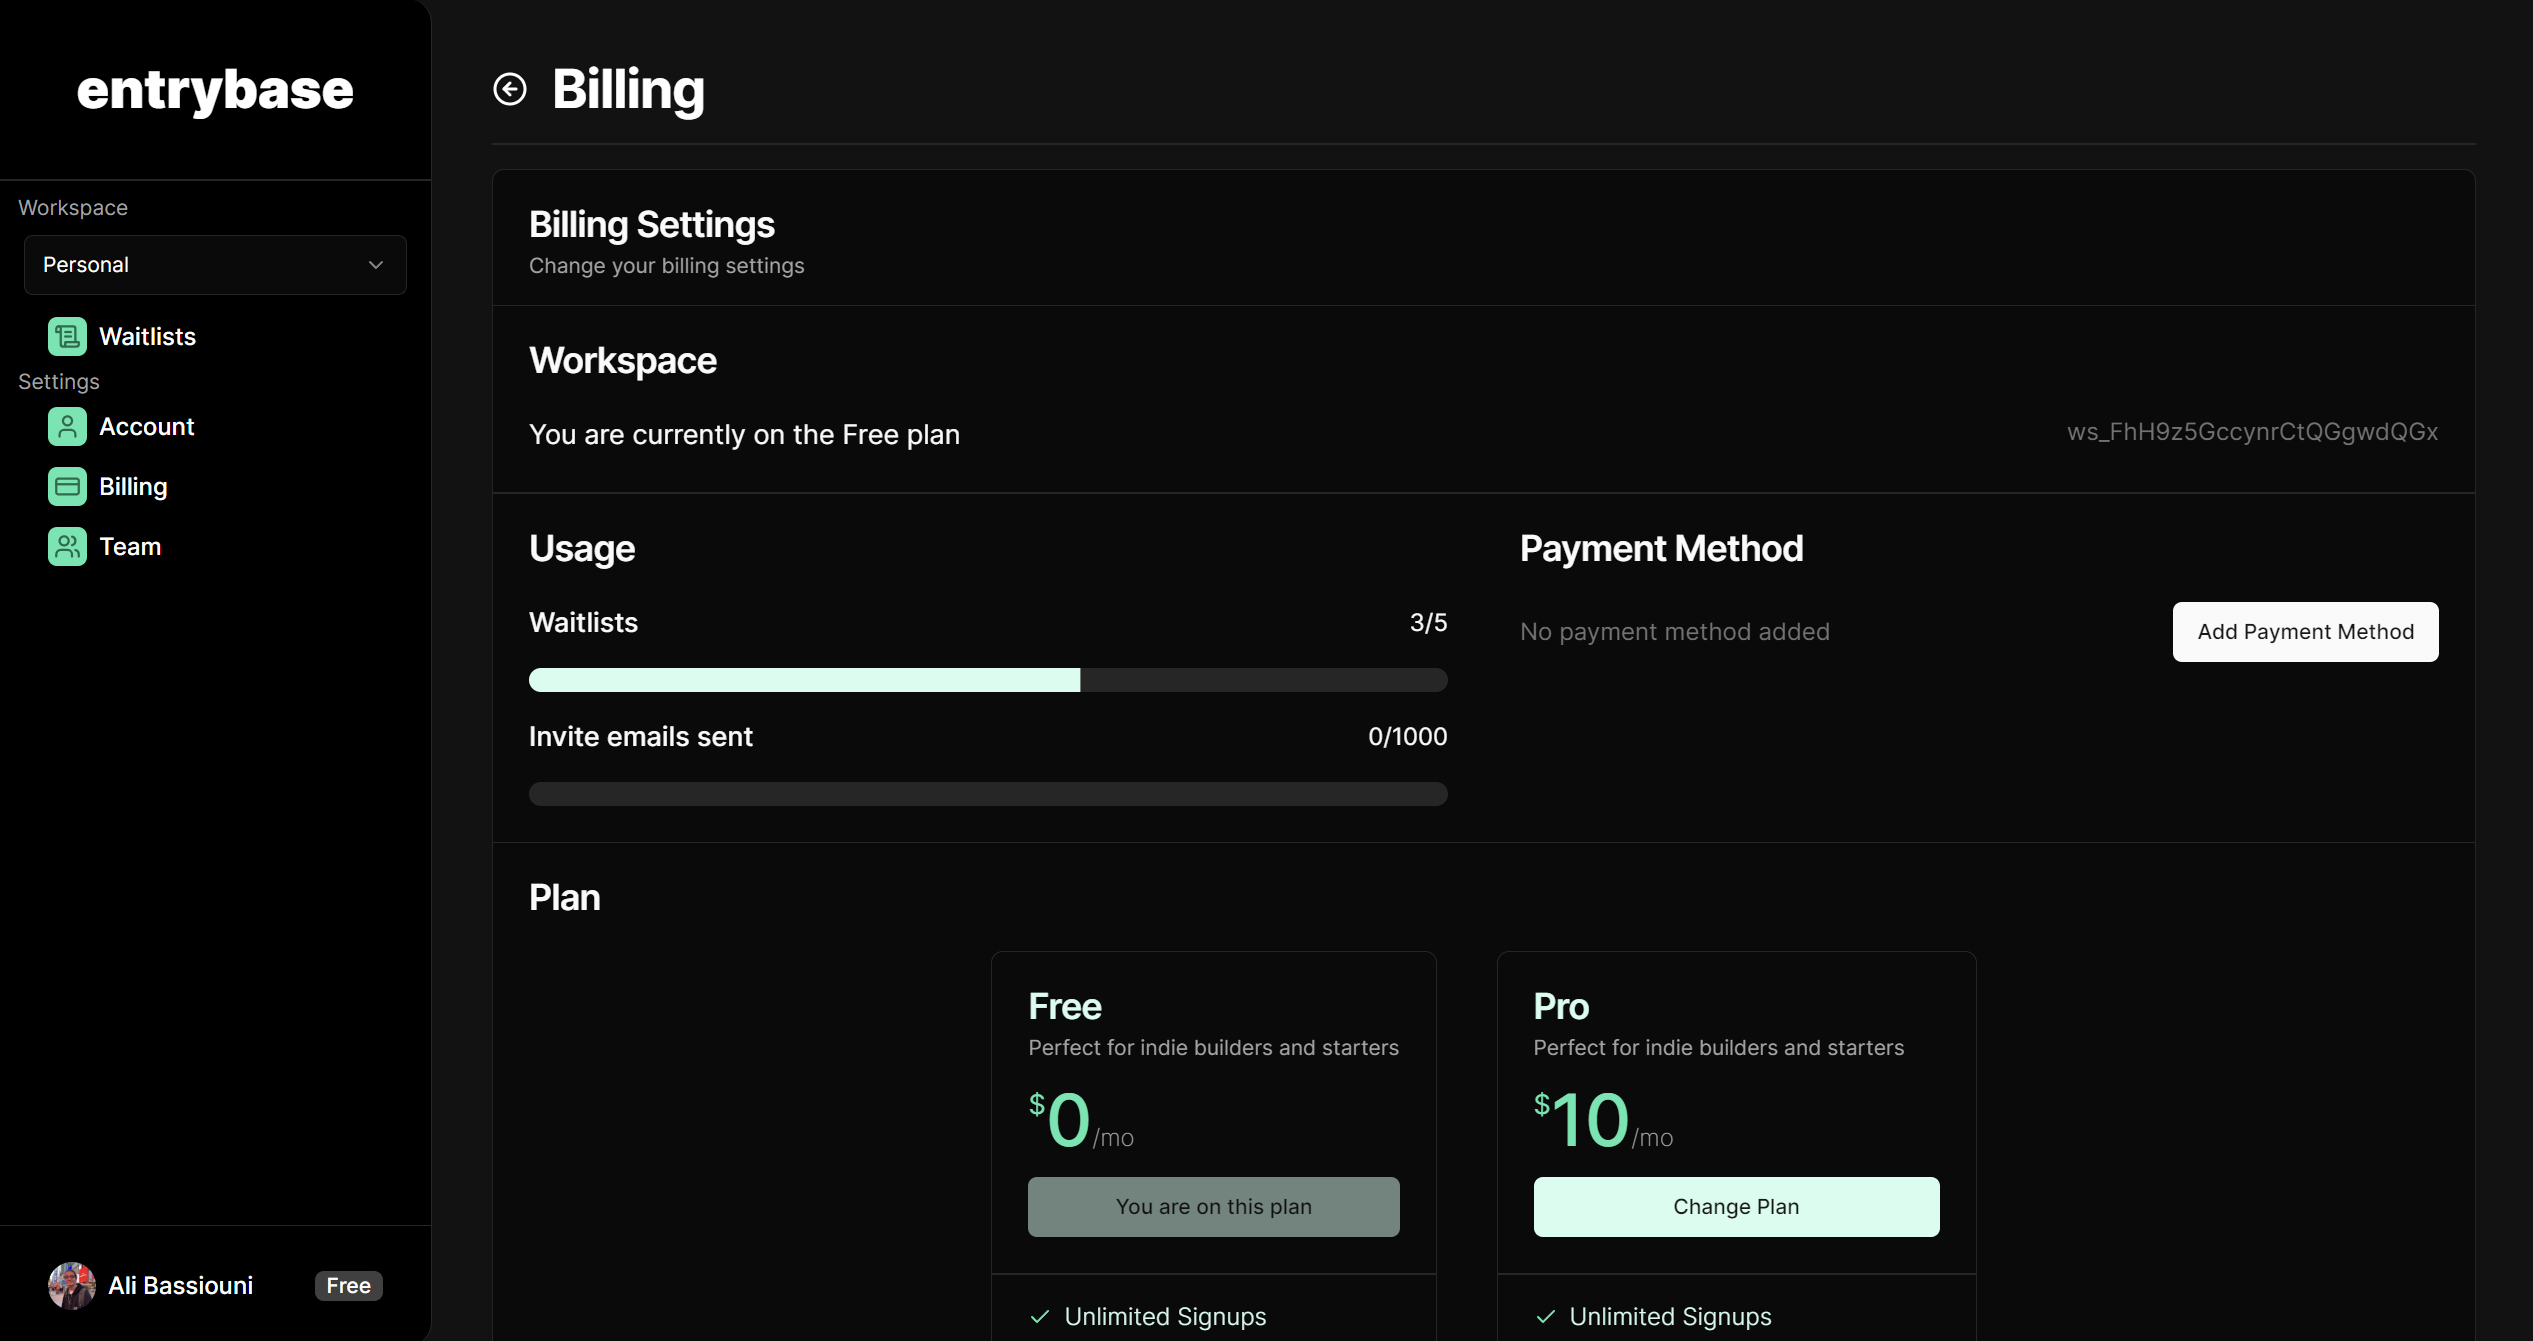 entrybase
Workspace
Personal
Waitlists
Settings
Account
Billing
Team
Ali Bassiouni
Free
Billing
Billing Settings
Change your billing settings
Workspace
You are currently on the Free plan
ws_FhH9z5GccynrCtQGgwdQGx
Usage
Waitlists
3/5
Invite emails sent
0/1000
Payment Method
No payment method added
Add Payment Method
Plan
Free
Perfect for indie builders and starters
$0/mo
You are on this plan
Unlimited Signups
Pro
Perfect for indie builders and starters
$10/mo
Change Plan
Unlimited Signups